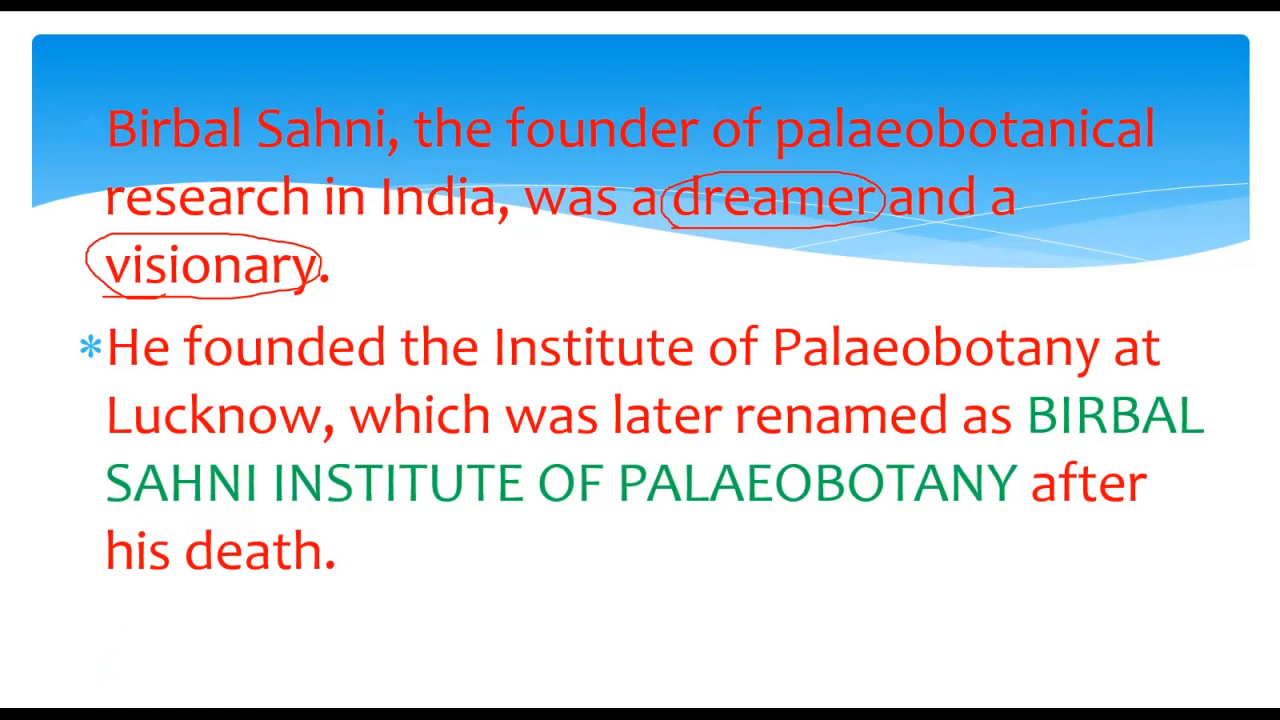 Birbal Sahni, the founder of palaeobotanical
research in India, was a dreamer and a
visionary.
*He founded the Institute of Palaeobotany at
Lucknow, which was later renamed as BIRBAL
SAHNI INSTITUTE OF PALAEOBOTANY after
his death.